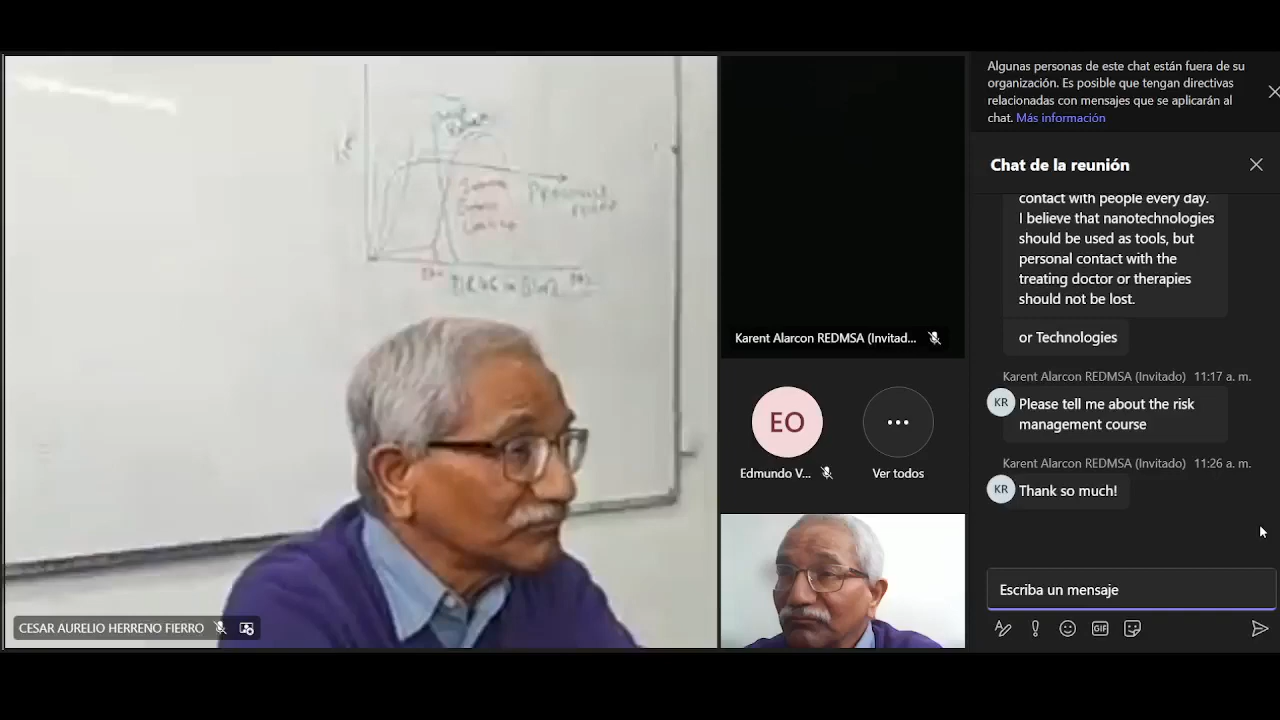 Algunas personas de este chat están fuera de su
organización. Es posible que tengan directivas
relacionadas con mensajes que se aplicarán al
chat. Más información
Chat de la reunión
contact with people every day.
I believe that nanotechnologies
should be used as tools, but
personal contact with the
treating doctor or therapies
should not be lost.
or Technologies
Karent Alarcon REDMSA (Invitado) 11:17 a. m.
KR
Please tell me about the risk
management course
Karent Alarcon REDMSA (Invitado) 11:26 a. m.
KR
Thank so much!
Escriba un mensaje
GIF
Karent Alarcon REDMSA (Invitad...
EO
Edmundo V...
Ver todos
CESAR AURELIO HERRENO FIERRO